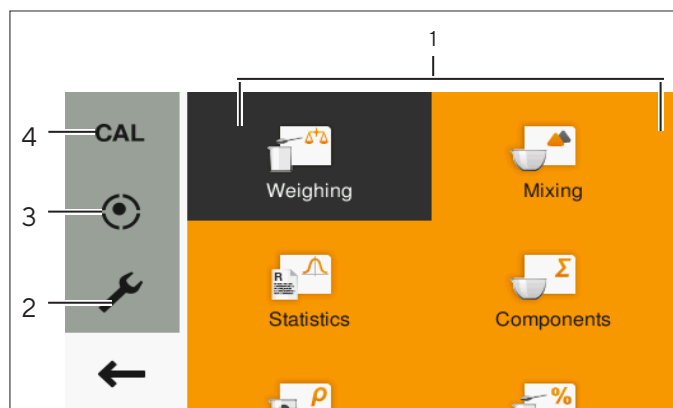 1
4 CAL
Weighing Mixing
3
R Σ
2
Statistics Components
ρ %